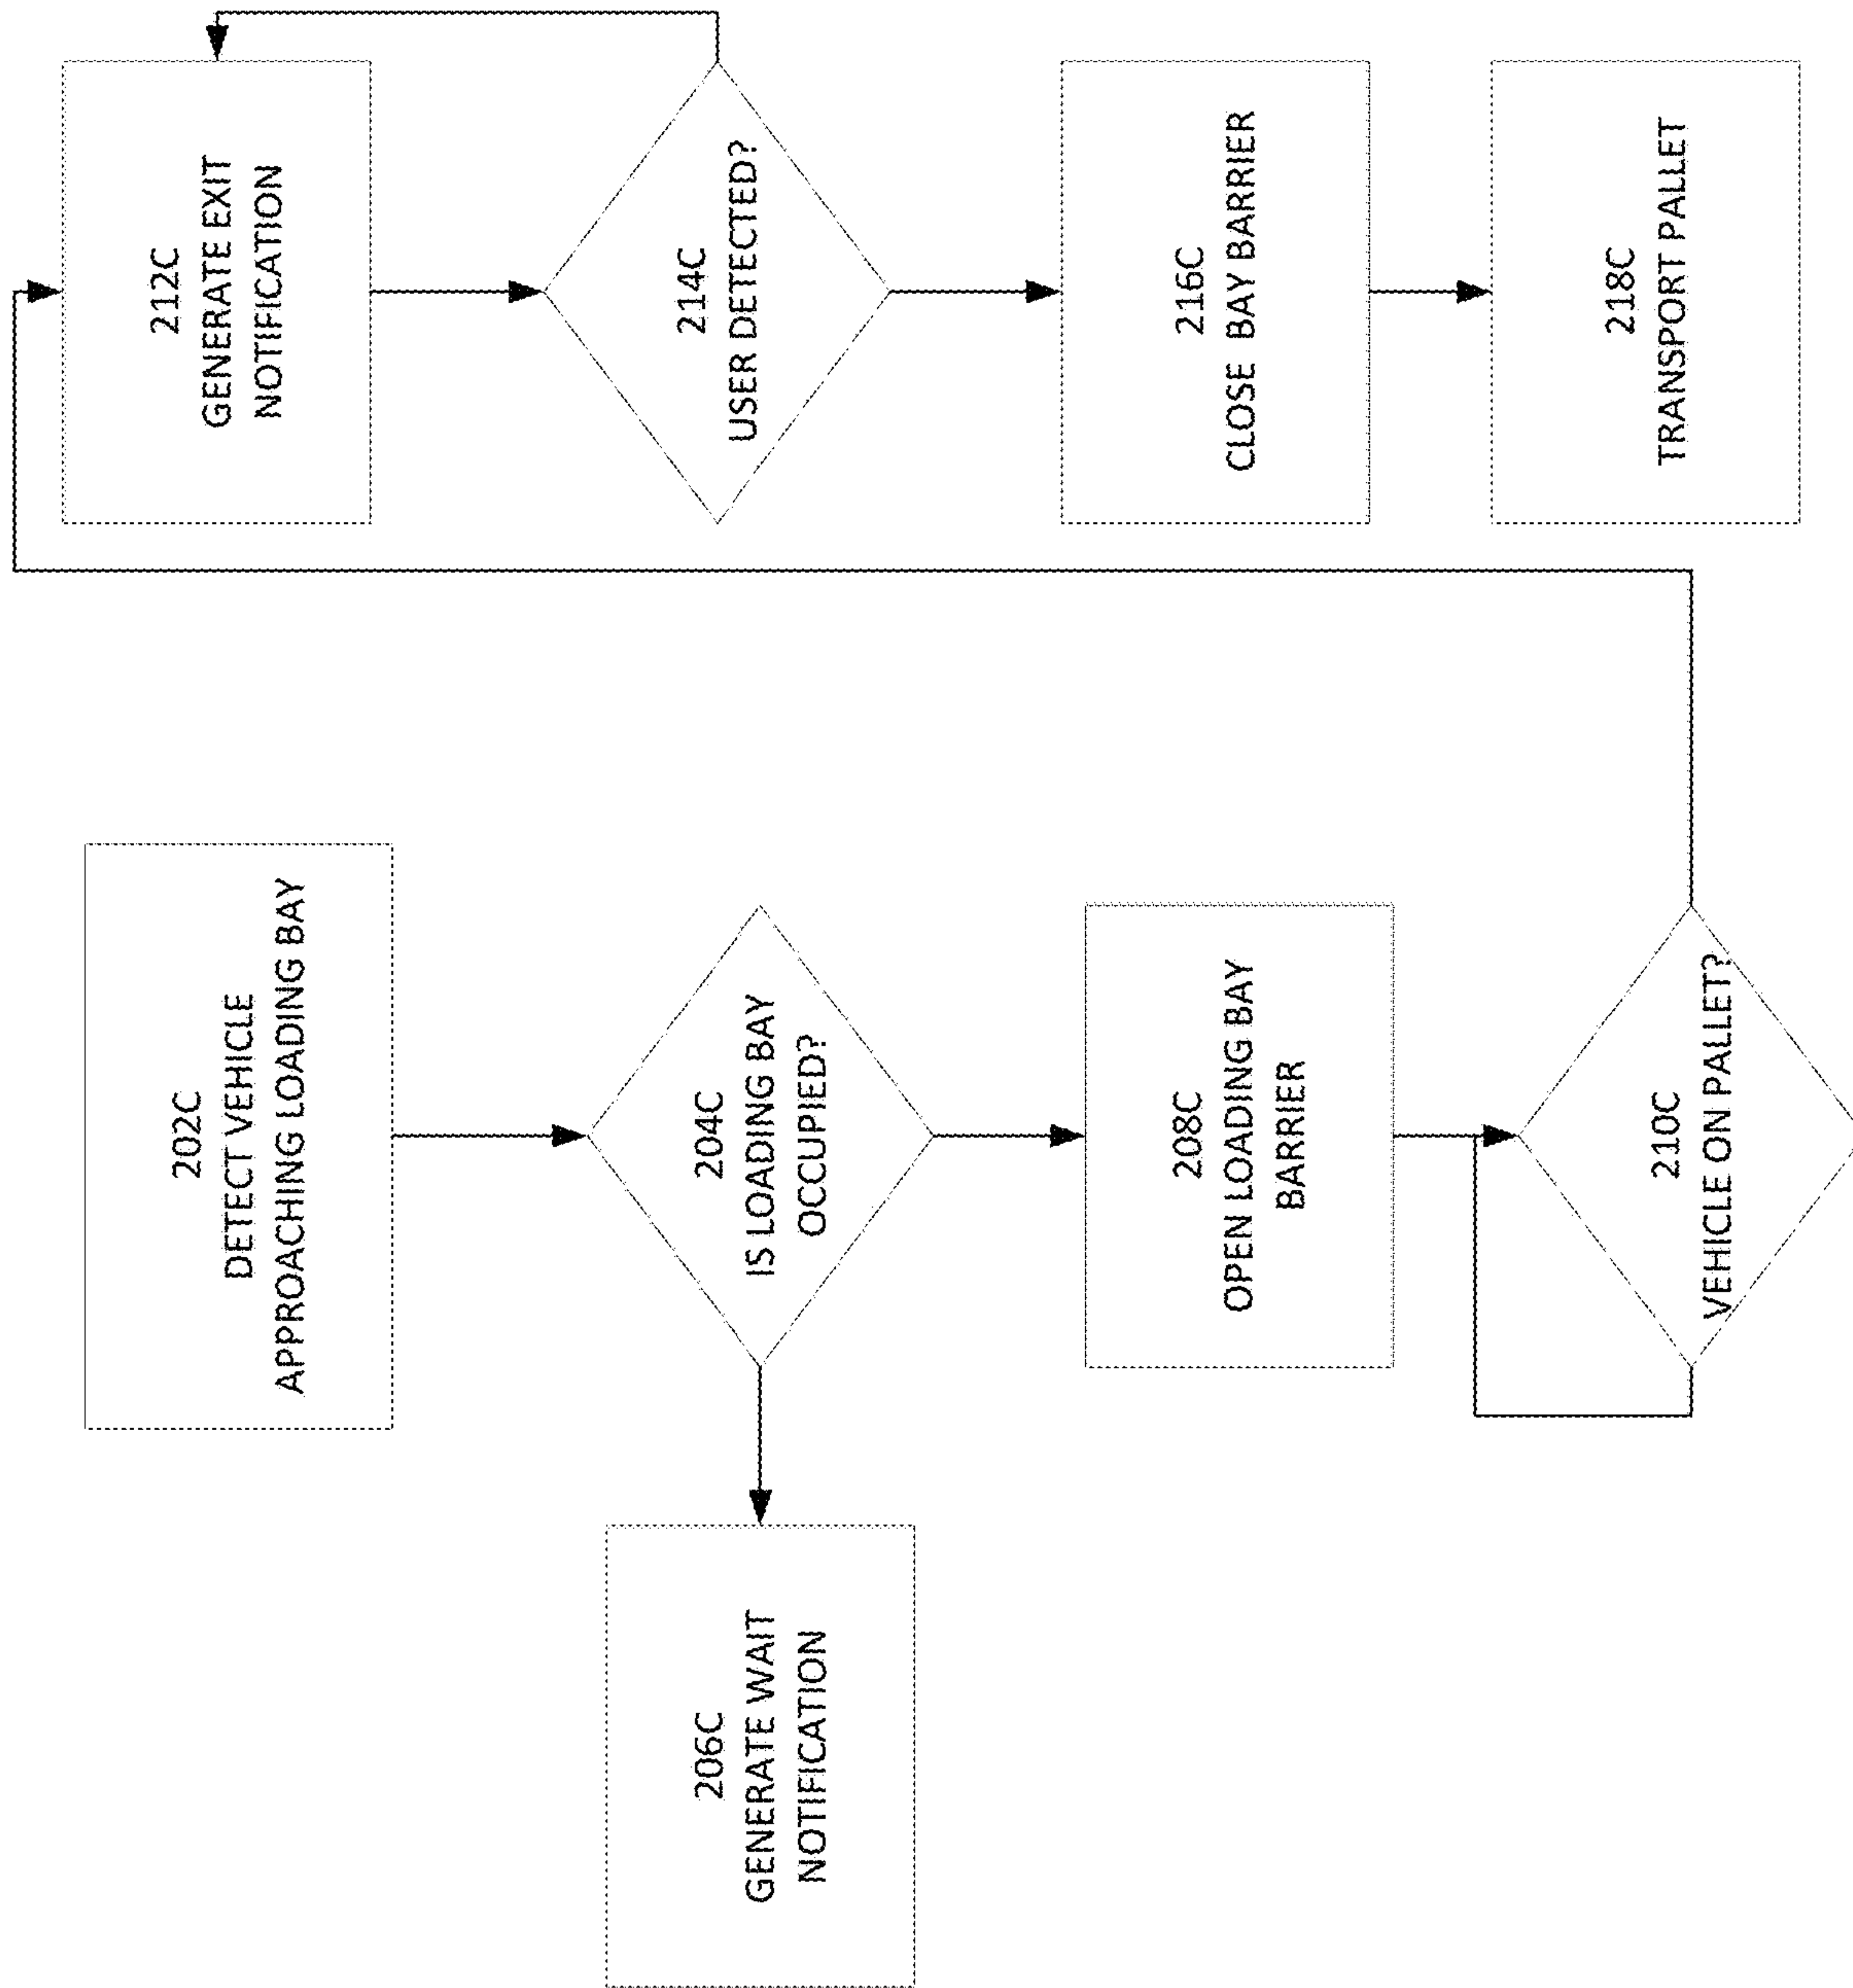 202C
DETECT VEHICLE
APPROACHING LOADING BAY
204C
IS LOADING BAY
OCCUPIED?
206C
GENERATE WAIT
NOTIFICATION
208C
OPEN LOADING BAY
BARRIER
210C
VEHICLE ON PALLET?
212C
GENERATE EXIT
NOTIFICATION
214C
USER DETECTED?
216C
CLOSE BAY BARRIER
218C
TRANSPORT PALLET